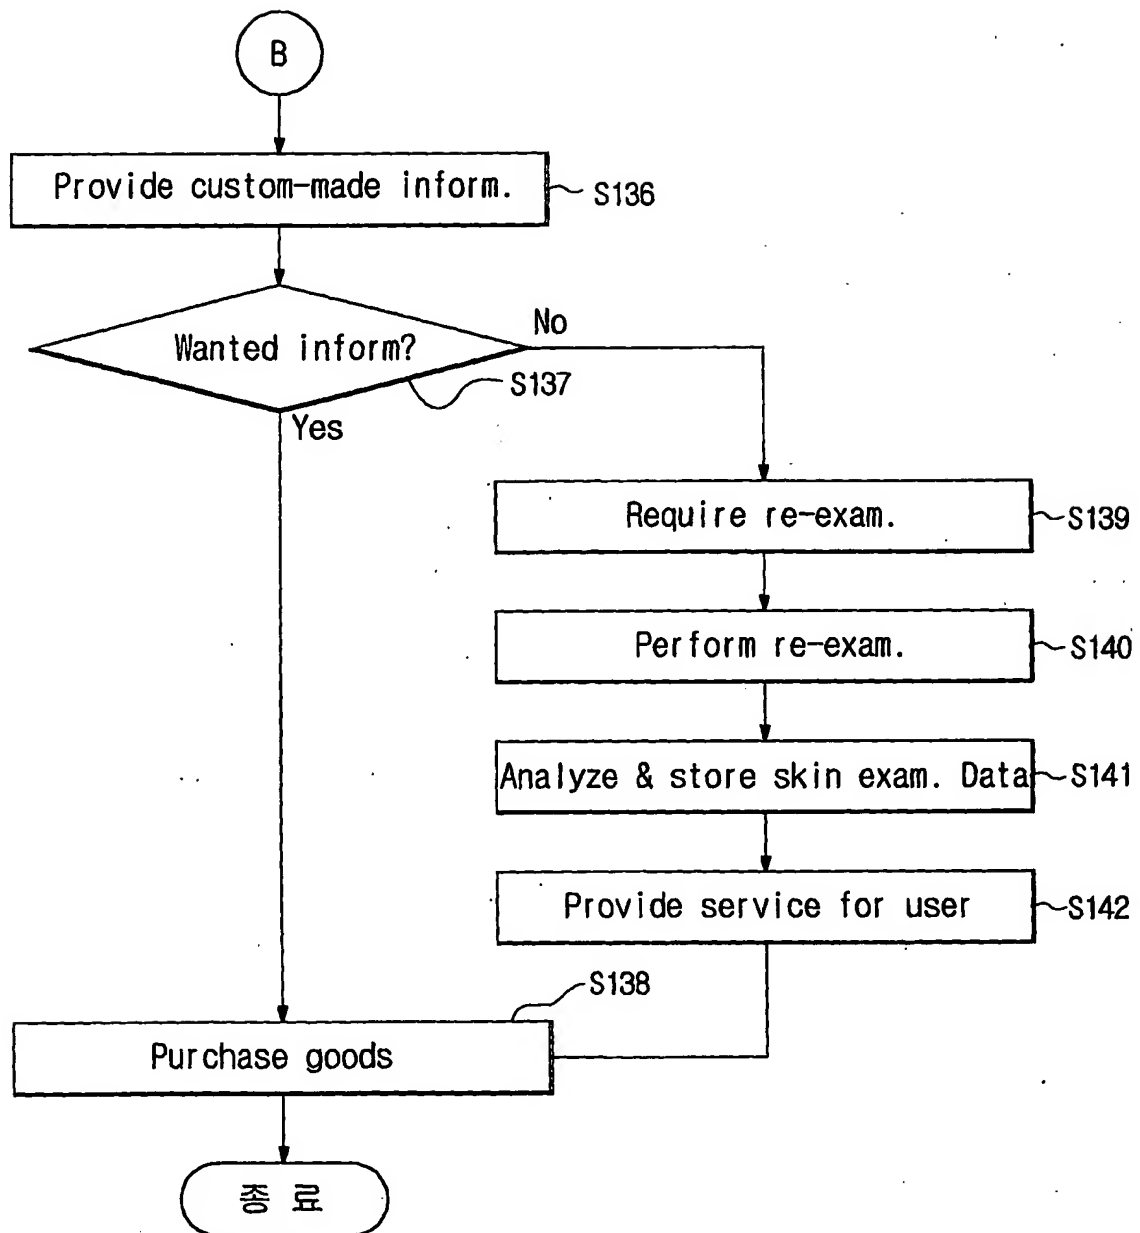 B
Provide custom-made inform.
S136
Wanted inform?
No
S137
Yes
Require re-exam.
S139
Perform re-exam.
S140
Analyze & store skin exam. Data
S141
Provide service for user
S142
S138
Purchase goods
종 료